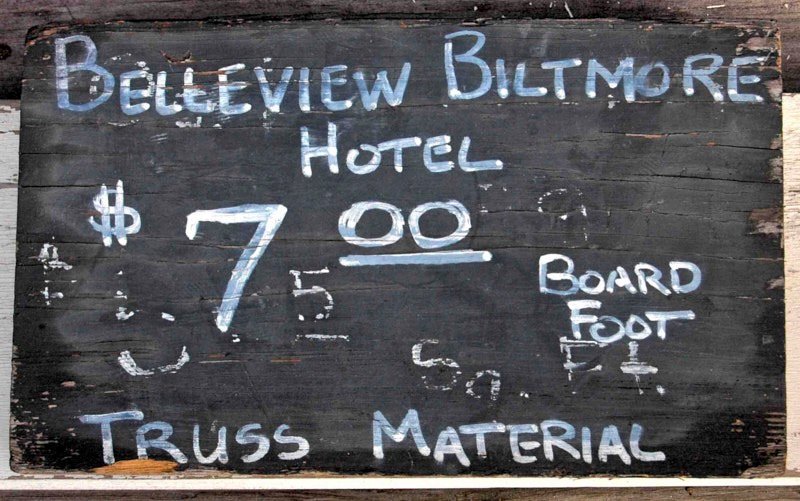 BELLEVIEW BILTMORE
HOTEL
$7.00
BOARD
FOOT
TRUSS MATERIAL